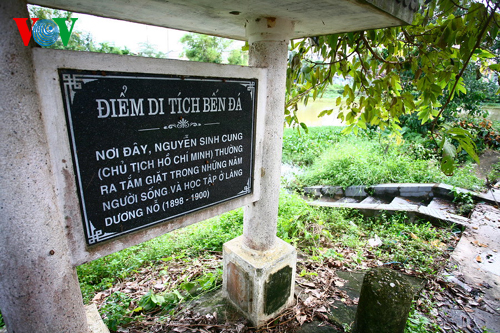 VOV
ĐIỂM DI TÍCH BẾN ĐÁ
NƠI ĐÂY, NGUYỄN SINH CUNG
(CHỦ TỊCH HỒ CHÍ MINH) THƯỜNG
RA TẮM GIẶT TRONG NHỮNG NĂM
NGƯỜI SỐNG VÀ HỌC TẬP Ở LÀNG
DƯƠNG NỖ (1898 - 1900)